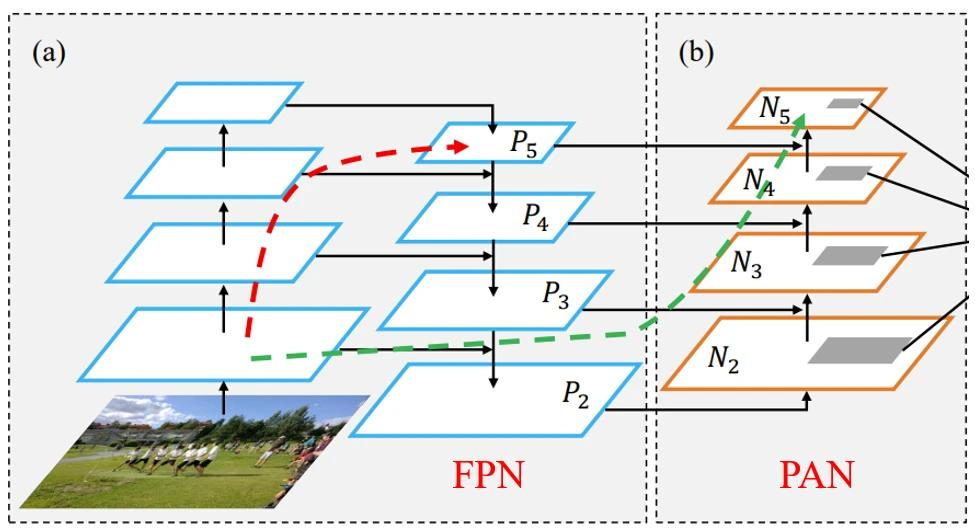 (a)
(b)
P₅
P₄
P₃
P₂
N₅
N₄
N₃
N₂
FPN
PAN